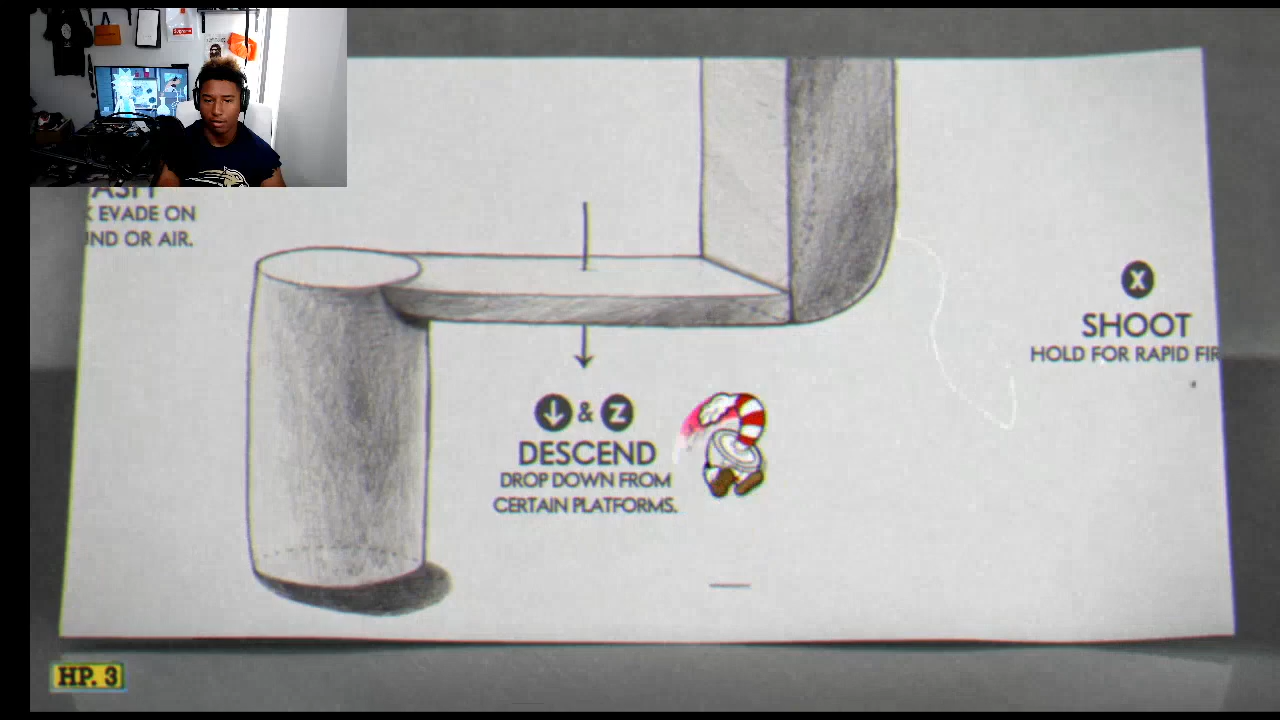 EVADE ON
OR AIR.
↓ & Z
DESCEND
DROP DOWN FROM
CERTAIN PLATFORMS.
X
SHOOT
HOLD FOR RAPID
HP. 3